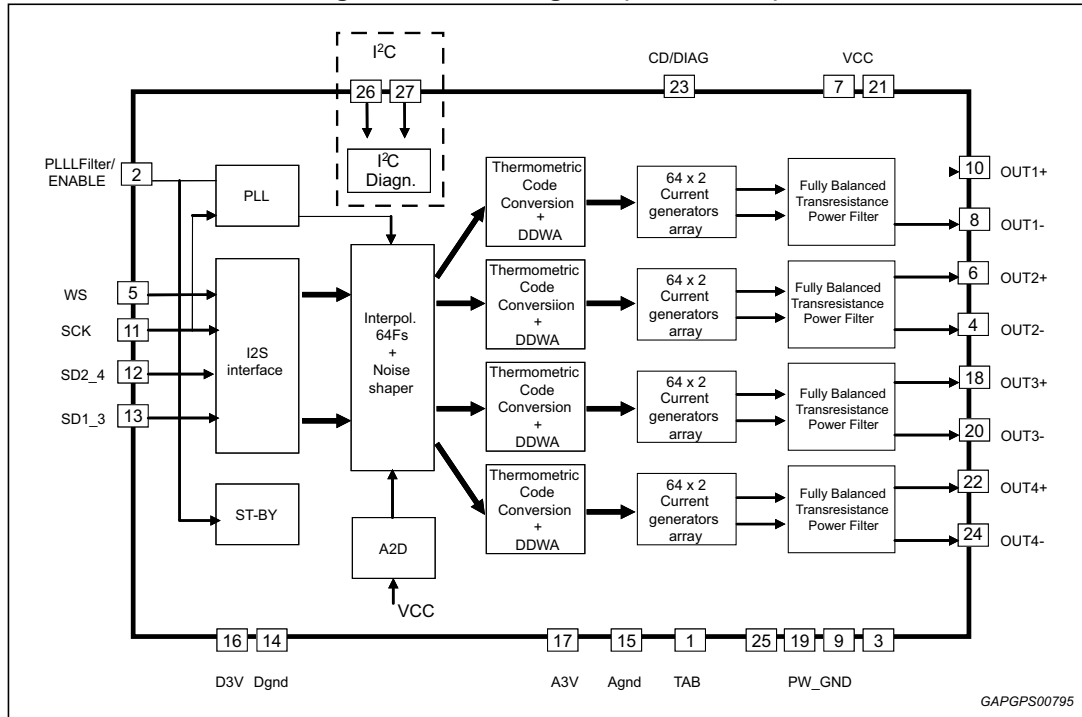 I²C
CD/DIAG
VCC
26
27
23
7
21
I²C
Diagn.
PLLLFilter/
ENABLE
2
PLL
WS
5
SCK
11
SD2_4
12
SD1_3
13
I2S
interface
ST-BY
Interpol.
64Fs
+
Noise
shaper
A2D
VCC
Thermometric
Code
Conversion
+
DDWA
64 x 2
Current
generators
array
Fully Balanced
Transresistance
Power Filter
10
OUT1+
8
OUT1-
Thermometric
Code
Conversiion
+
DDWA
64 x 2
Current
generators
array
Fully Balanced
Transresistance
Power Filter
6
OUT2+
4
OUT2-
Thermometric
Code
Conversion
+
DDWA
64 x 2
Current
generators
array
Fully Balanced
Transresistance
Power Filter
18
OUT3+
20
OUT3-
Thermometric
Code
Conversion
+
DDWA
64 x 2
Current
generators
array
Fully Balanced
Transresistance
Power Filter
22
OUT4+
24
OUT4-
16
14
17
15
1
25
19
9
3
D3V
Dgnd
A3V
Agnd
TAB
PW_GND
GAPGPS00795